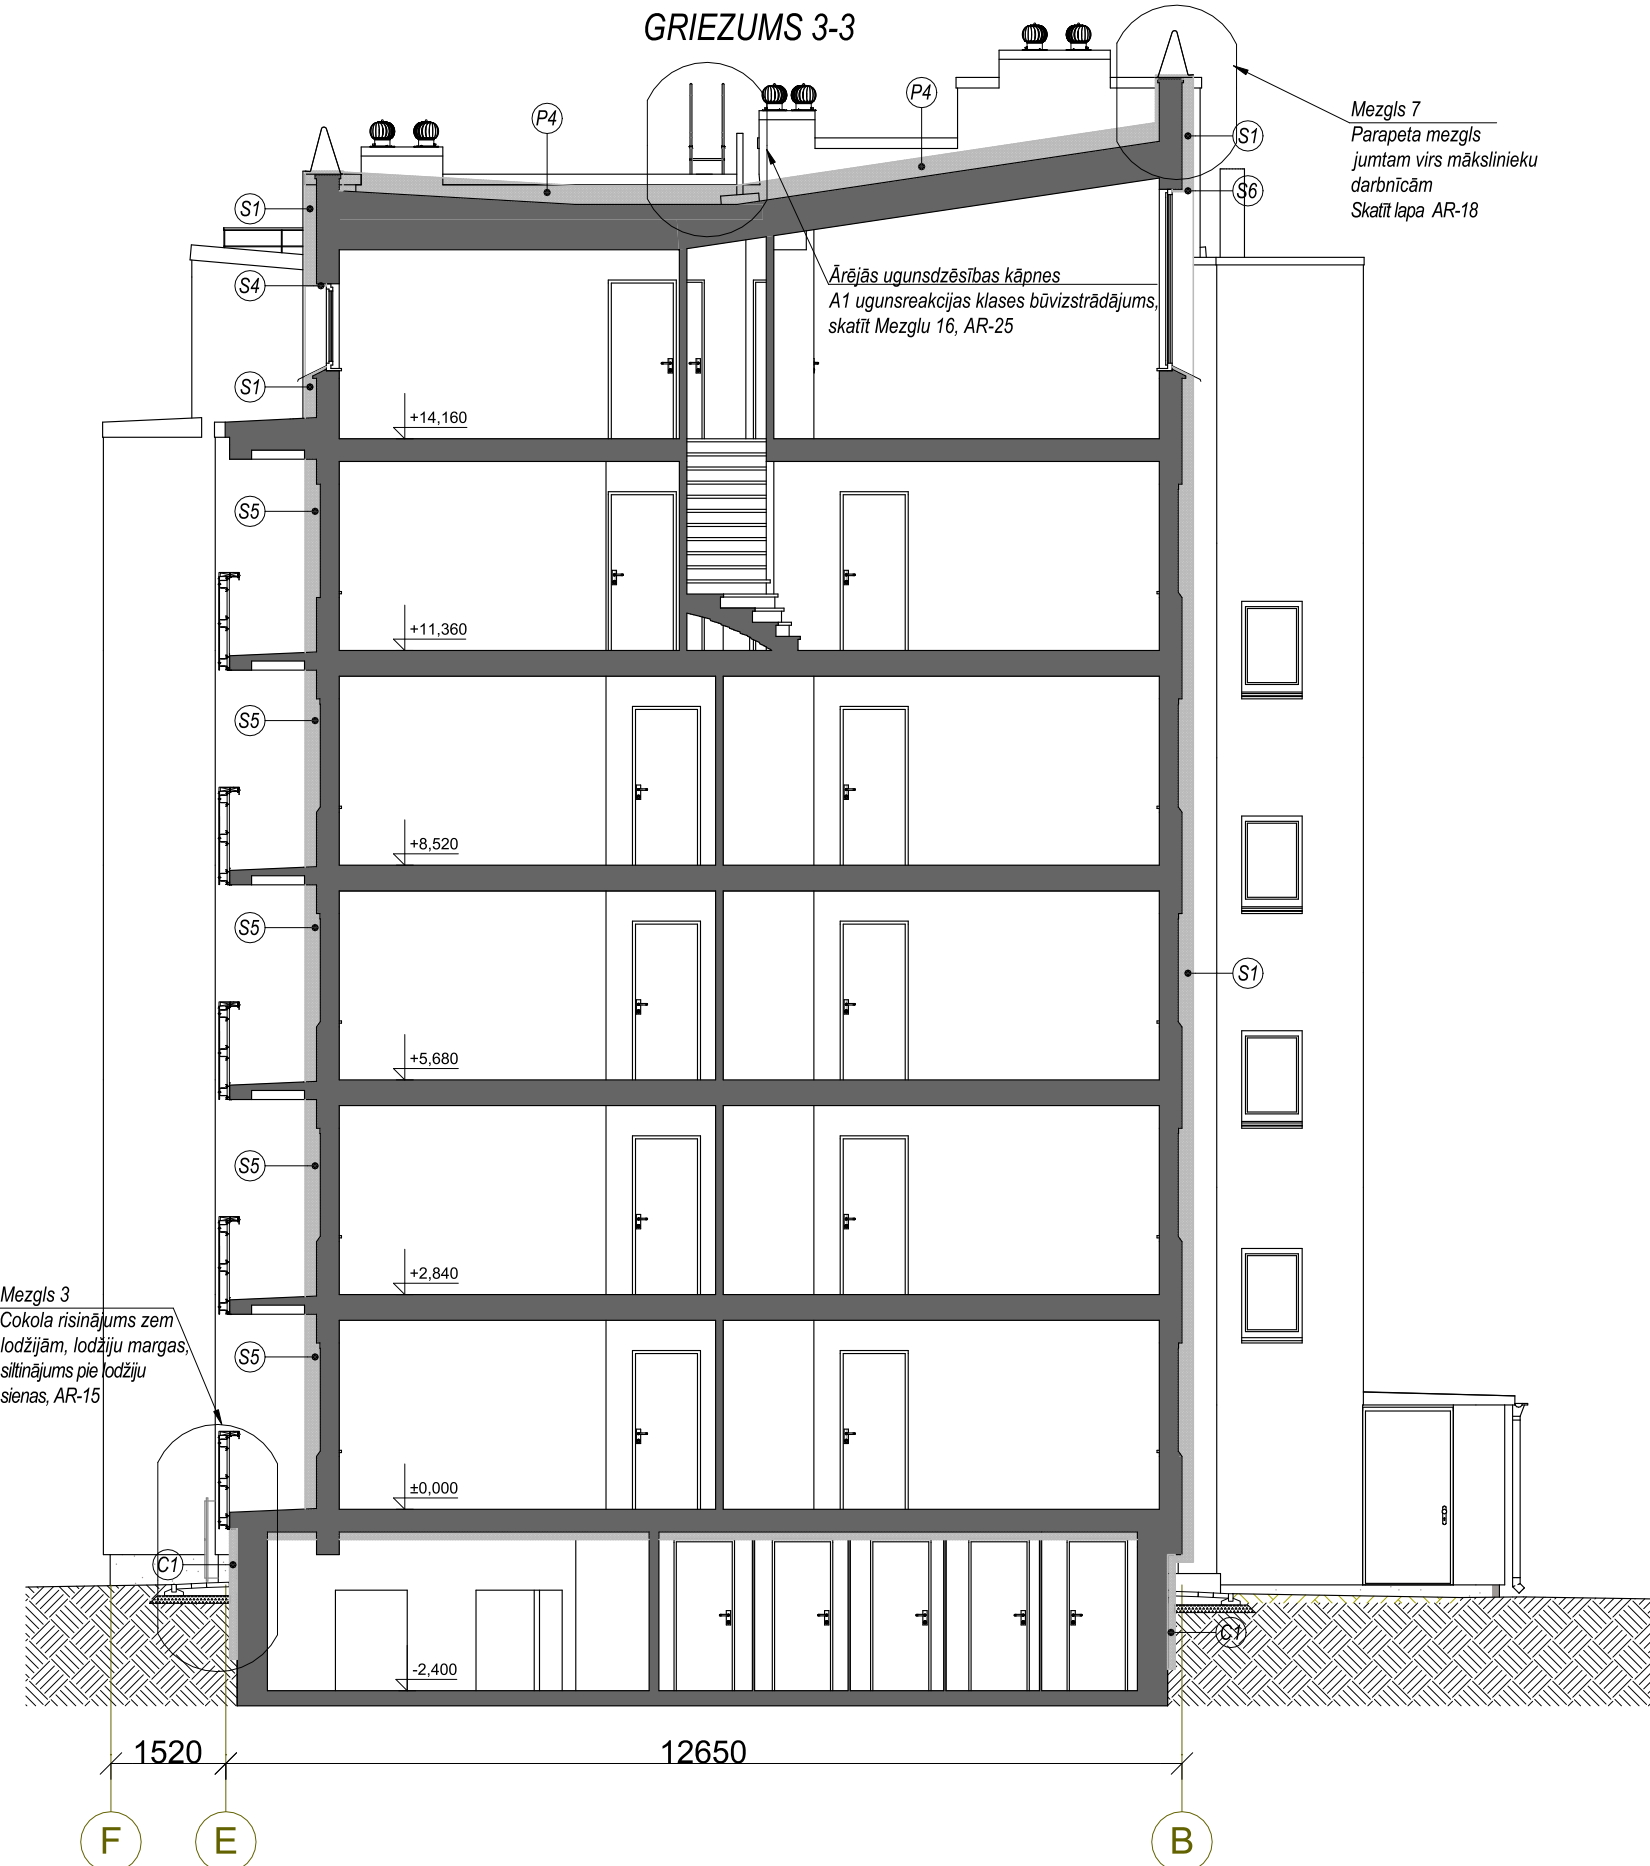 GRIEZUMS 3-3
Mezgls 7
Parapeta mezgls
jumtam virs mākslinieku
darbnīcām
Skatīt lapa AR-18
P4
P4
S1
S1
S6
S4
Ārējās ugunsdzēsības kāpnes
A1 ugunsreakcijas klases būvizstrādājums,
skatīt Mezglu 16, AR-25
S1
+14,160
S5
+11,360
S5
+8,520
S5
S1
+5,680
S5
+2,840
Mezgls 3
Cokola risinājums zem
lodžijām, lodžiju margas,
siltinājums pie lodžiju
sienas, AR-15
S5
±0,000
C1
C1
-2,400
1520
12650
F
E
B